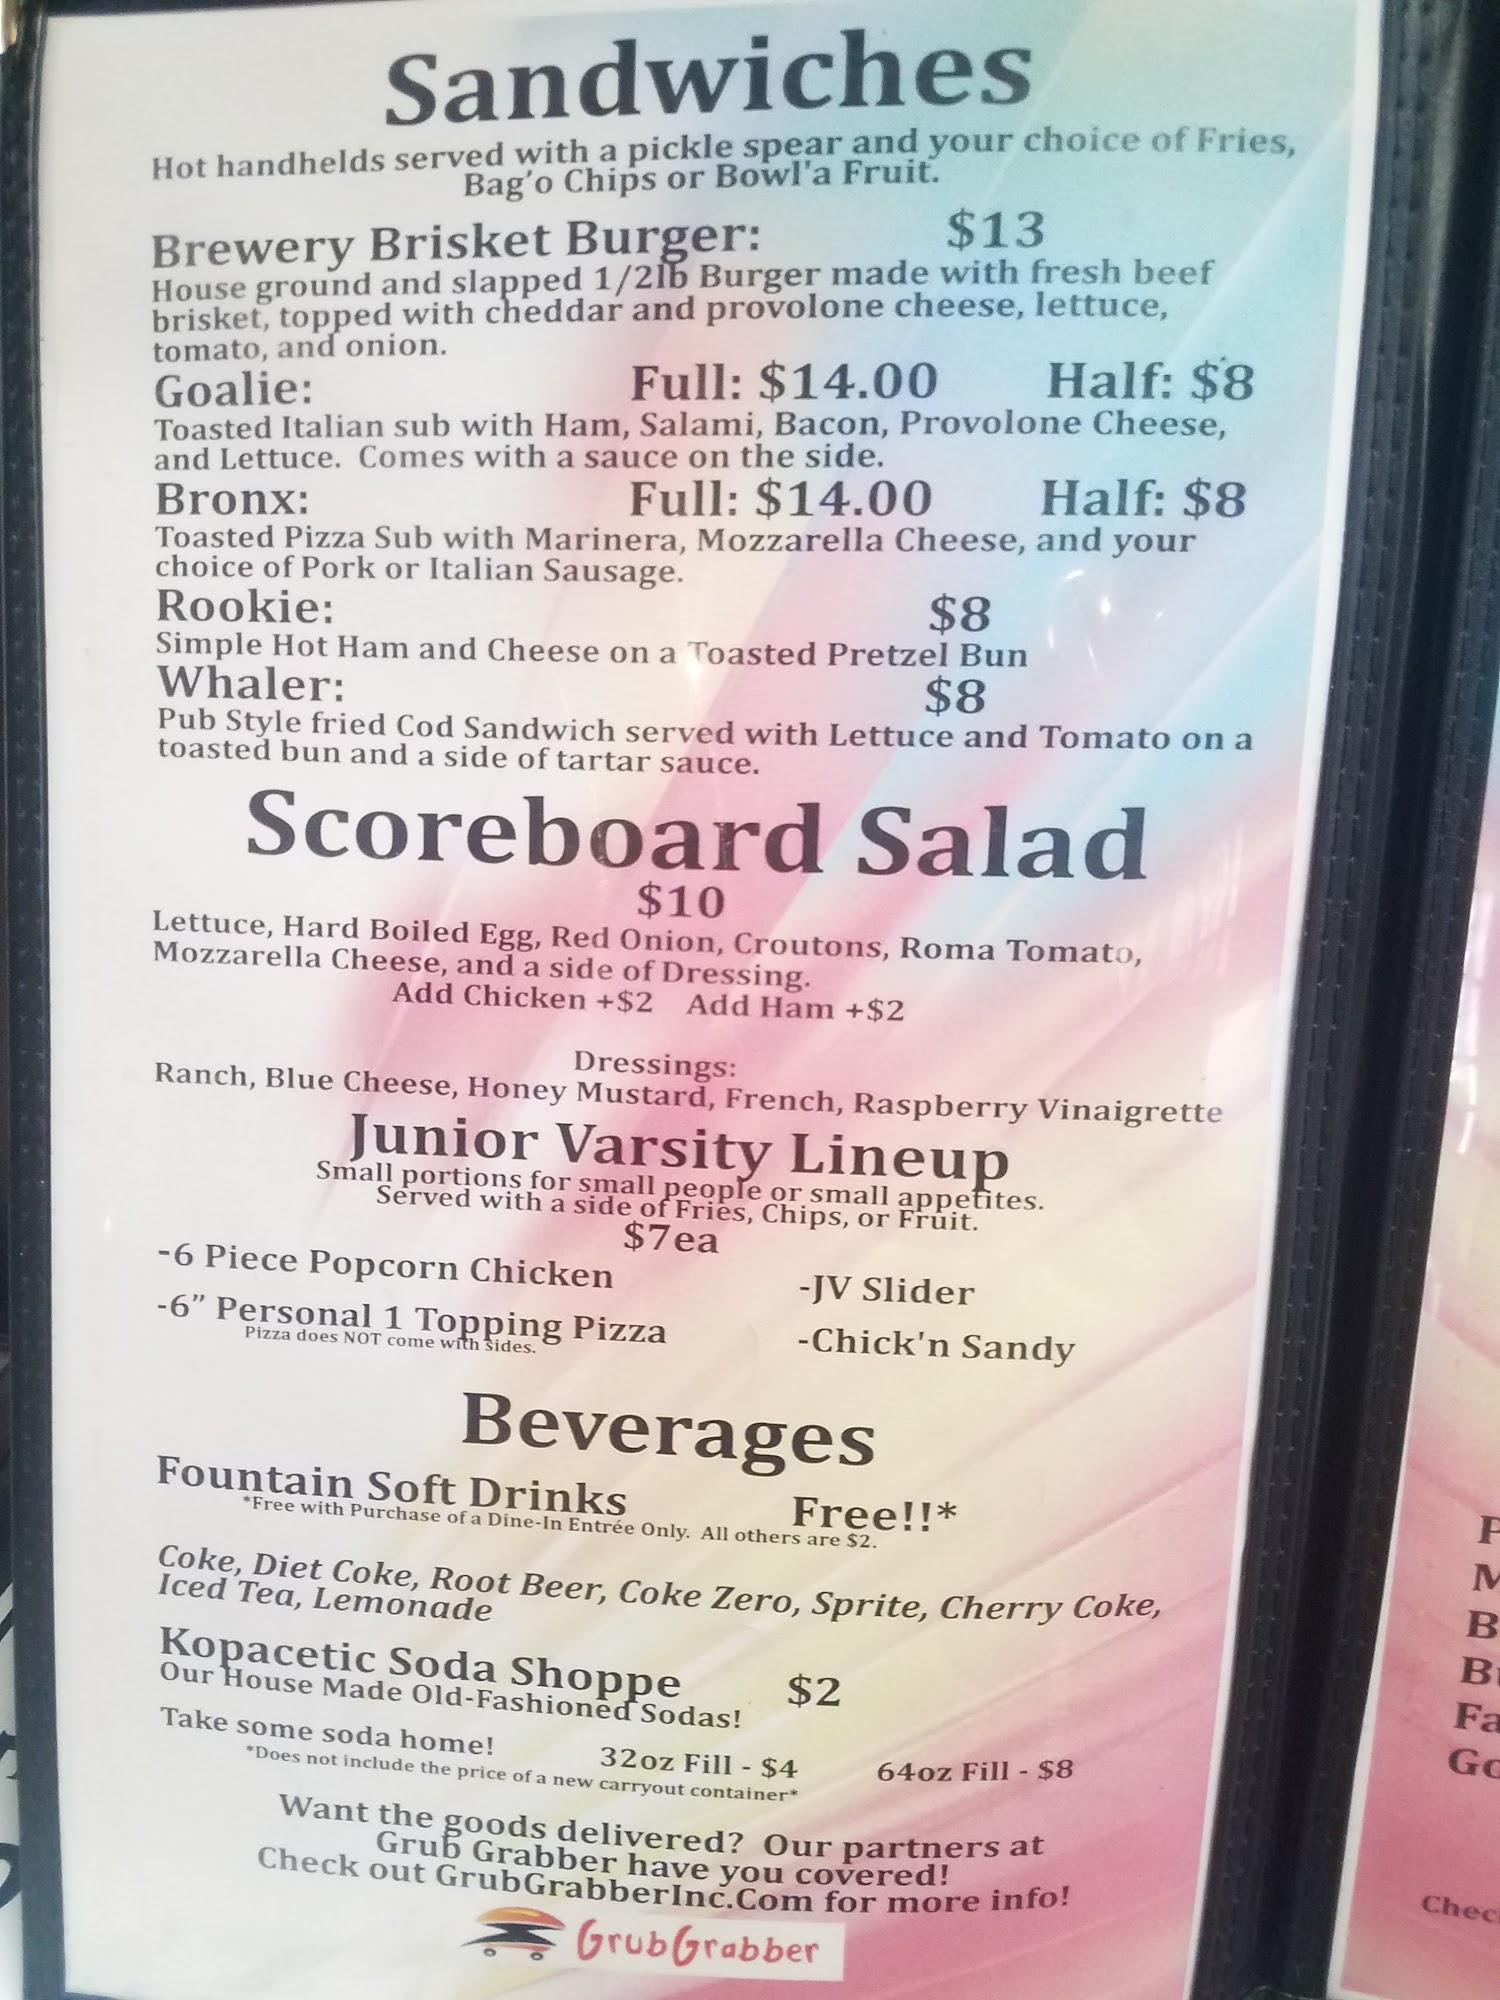 Sandwiches
Hot handhelds served with a pickle spear and your choice of Fries,
Bag'o Chips or Bowl'a Fruit.
Brewery Brisket Burger: $13
House ground and slapped 1/2lb Burger made with fresh beef
brisket, topped with cheddar and provolone cheese, lettuce,
tomato, and onion.
Goalie: Full: $14.00 Half: $8
Toasted Italian sub with Ham, Salami, Bacon, Provolone Cheese,
and Lettuce. Comes with a sauce on the side.
Bronx: Full: $14.00 Half: $8
Toasted Pizza Sub with Marinera, Mozzarella Cheese, and your
choice of Pork or Italian Sausage.
Rookie: $8
Simple Hot Ham and Cheese on a Toasted Pretzel Bun
Whaler: $8
Pub Style fried Cod Sandwich served with Lettuce and Tomato on a
toasted bun and a side of tartar sauce.
Scoreboard Salad
$10
Lettuce, Hard Boiled Egg, Red Onion, Croutons, Roma Tomato,
Mozzarella Cheese, and a side of Dressing.
Add Chicken +$2 Add Ham +$2
Dressings:
Ranch, Blue Cheese, Honey Mustard, French, Raspberry Vinaigrette
Junior Varsity Lineup
Small portions for small people or small appetites.
Served with a side of Fries, Chips, or Fruit.
$7ea
-6 Piece Popcorn Chicken -JV Slider
-6" Personal 1 Topping Pizza -Chick'n Sandy
Pizza does NOT come with sides.
Beverages
Fountain Soft Drinks Free!!*
*Free with Purchase of a Dine-In Entrée Only. All others are $2.
Coke, Diet Coke, Root Beer, Coke Zero, Sprite, Cherry Coke,
Iced Tea, Lemonade
Kopacetic Soda Shoppe $2
Our House Made Old-Fashioned Sodas!
Take some soda home! 32oz Fill - $4 64oz Fill - $8
*Does not include the price of a new carryout container*
Want the goods delivered? Our partners at
Grub Grabber have you covered!
Check out GrubGrabberInc.Com for more info!
GrubGrabber